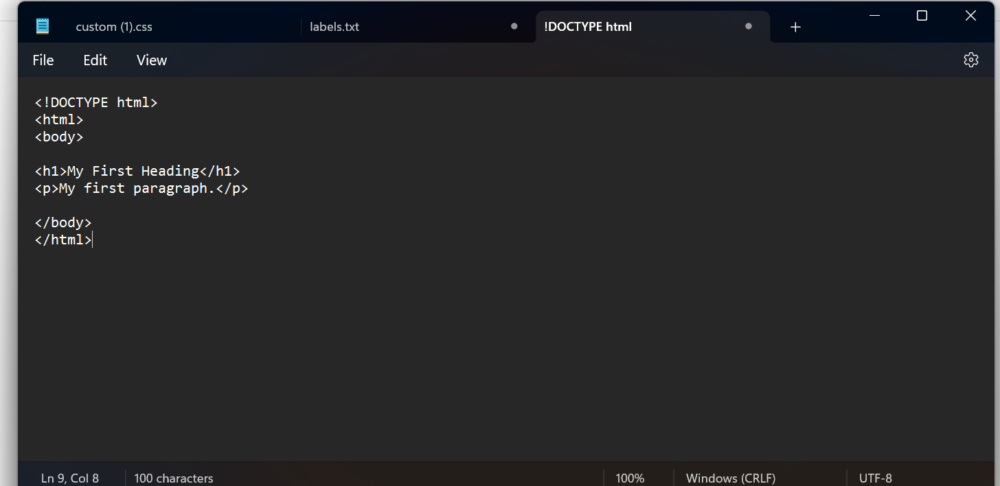 custom (1).css labels.txt !DOCTYPE html
File Edit View
<!DOCTYPE html>
<html>
<body>
<h1>My First Heading</h1>
<p>My first paragraph.</p>
</body>
</html>
Ln 9, Col 8 100 characters 100% Windows (CRLF) UTF-8